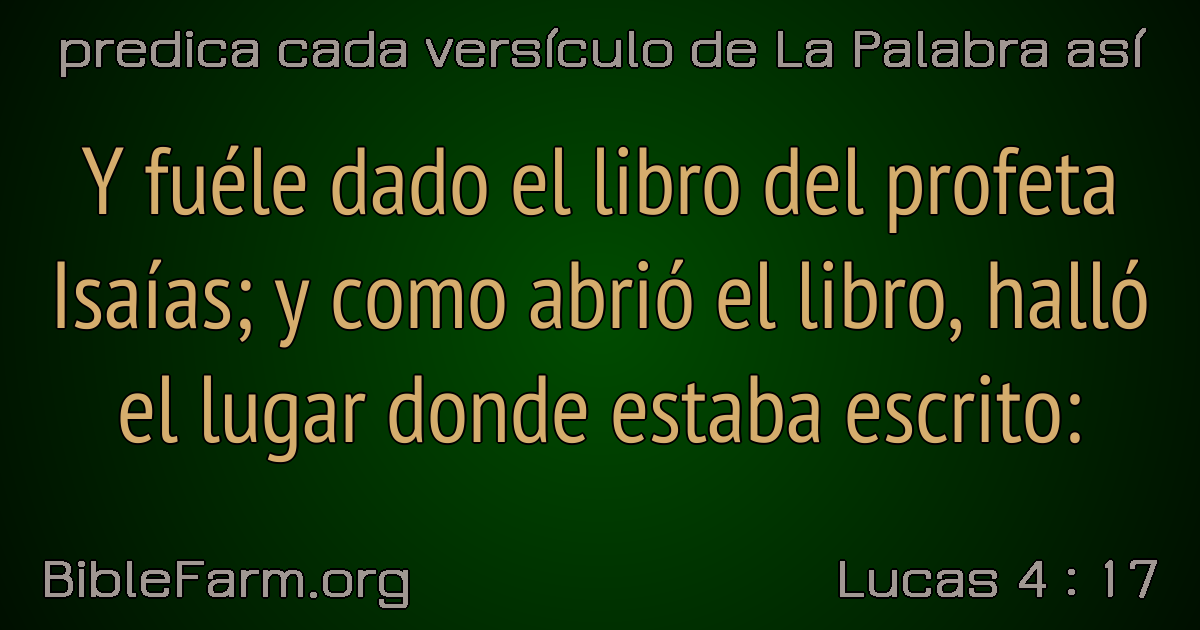 predica cada versículo de La Palabra así
Y fuéle dado el libro del profeta
Isaías; y como abrió el libro, halló
el lugar donde estaba escrito:
BibleFarm.org
Lucas 4 : 17